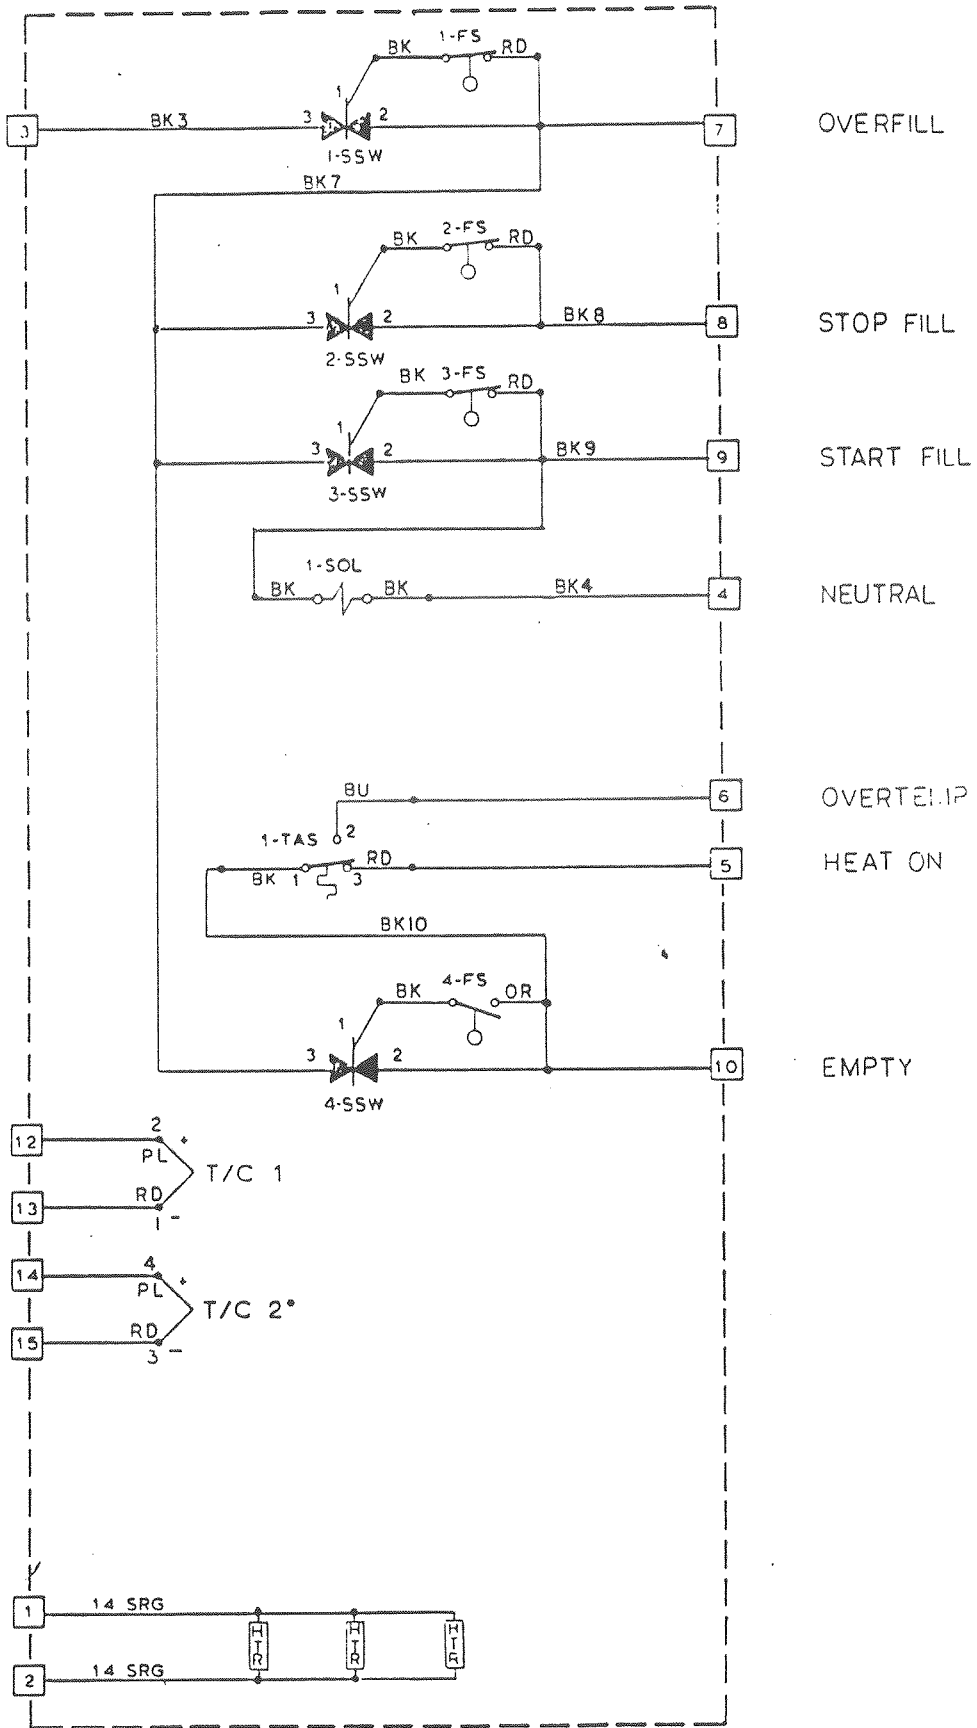 1-FS
BK RD
1
3 BK3 3 2 7 OVERFILL
1-SSW
BK7
2-FS
BK RD
1
3 2 BK8 8 STOP FILL
2-SSW
BK 3-FS RD
1
3 2 BK9 9 START FILL
3-SSW
1-SOL
BK BK BK4 4 NEUTRAL
BU 6
1-TAS 2
BK 1 3 RD 5 HEAT ON
BK10
4-FS
BK OR
1
3 2 10 EMPTY
4-SSW
12 2 +
PL
T/C 1
RD
13 1 -
14 4 +
PL
T/C 2*
RD
15 3 -
1 14 SRG
HTR HTR HTR
2 14 SRG